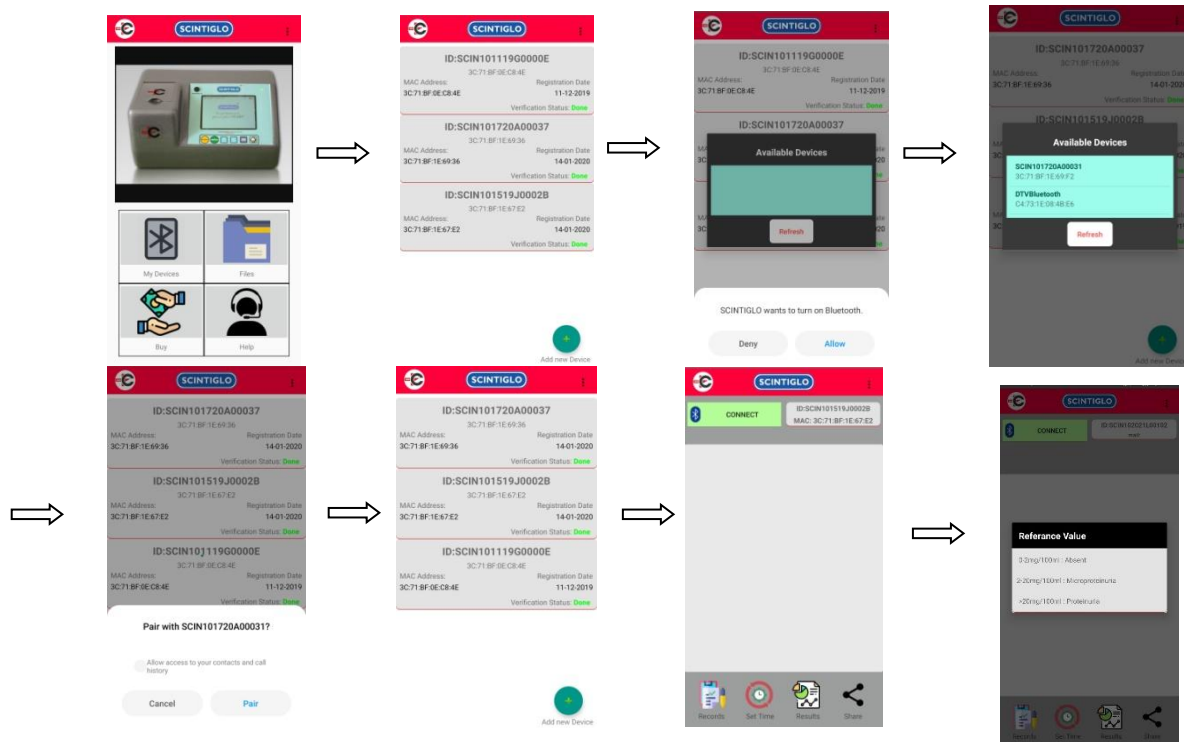 SCINTIGLO
My Devices
Files
Buy
Help
SCINTIGLO
ID:SCIN101119G0000E
3C:71:BF:0E:C8:4E
MAC Address: Registration Date
3C:71:BF:0E:C8:4E 11-12-2019
Verification Status: Done
ID:SCIN101720A00037
3C:71:BF:1E:69:36
MAC Address: Registration Date
3C:71:BF:1E:69:36 14-01-2020
Verification Status: Done
ID:SCIN101519J0002B
3C:71:BF:1E:67:E2
MAC Address: Registration Date
3C:71:BF:1E:67:E2 14-01-2020
Verification Status: Done
Add new Device
SCINTIGLO
ID:SCIN101119G0000E
3C:71:BF:0E:C8:4E
MAC Address: Registration Date
3C:71:BF:0E:C8:4E 11-12-2019
Verification Status: Done
ID:SCIN101720A00037
Available Devices
Refresh
SCINTIGLO wants to turn on Bluetooth.
Deny Allow
SCINTIGLO
ID:SCIN101720A00037
3C:71:BF:1E:69:36
MAC Address: Registration Date
3C:71:BF:1E:69:36 14-01-2020
Verification Status: Done
ID:SCIN101519J0002B
Available Devices
SCIN101720A00031
3C:71:BF:1E:69:F2
DTVBluetooth
C4:73:1E:08:4B:E6
Refresh
Add new Device
SCINTIGLO
ID:SCIN101720A00037
3C:71:BF:1E:69:36
MAC Address: Registration Date
3C:71:BF:1E:69:36 14-01-2020
Verification Status: Done
ID:SCIN101519J0002B
3C:71:BF:1E:67:E2
MAC Address: Registration Date
3C:71:BF:1E:67:E2 14-01-2020
Verification Status: Done
ID:SCIN101119G0000E
3C:71:BF:0E:C8:4E
MAC Address: Registration Date
3C:71:BF:0E:C8:4E 11-12-2019
Verification Status: Done
Pair with SCIN101720A00031?
Allow access to your contacts and call
history
Cancel Pair
SCINTIGLO
ID:SCIN101720A00037
3C:71:BF:1E:69:36
MAC Address: Registration Date
3C:71:BF:1E:69:36 14-01-2020
Verification Status: Done
ID:SCIN101519J0002B
3C:71:BF:1E:67:E2
MAC Address: Registration Date
3C:71:BF:1E:67:E2 14-01-2020
Verification Status: Done
ID:SCIN101119G0000E
3C:71:BF:0E:C8:4E
MAC Address: Registration Date
3C:71:BF:0E:C8:4E 11-12-2019
Verification Status: Done
Add new Device
SCINTIGLO
CONNECT
ID:SCIN101519J0002B
MAC: 3C:71:BF:1E:67:E2
Records Set Time Results Share
SCINTIGLO
CONNECT
Referance Value
0-2mg/100ml : Absent
2-20mg/100ml : Microproteinuria
>20mg/100ml : Proteinuria
Records Set Time Results Share